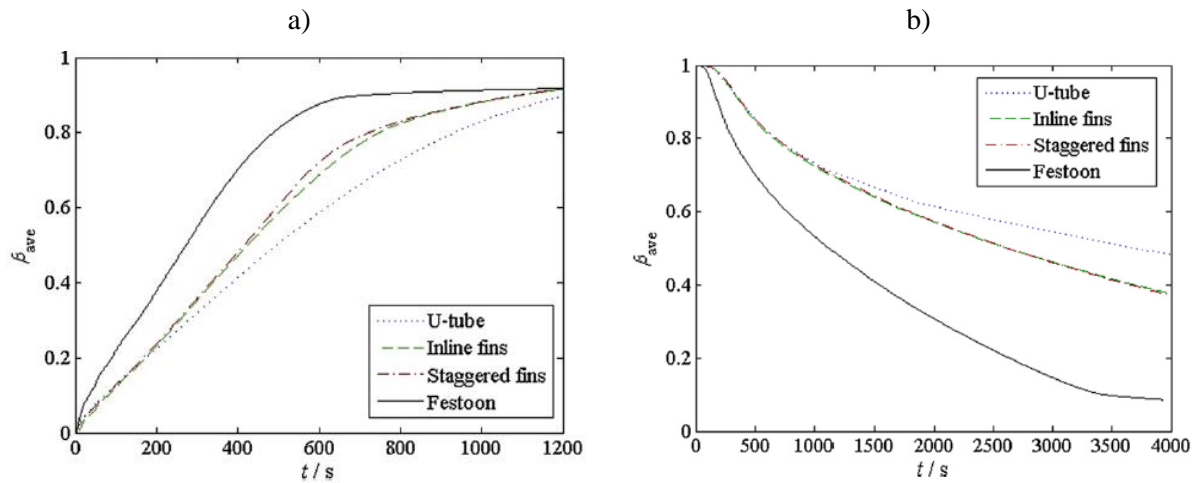 a)
1
0.8
0.6
0.4
0.2
0
βave
0 200 400 600 800 1000 1200
t / s
U-tube
Inline fins
Staggered fins
Festoon
b)
1
0.8
0.6
0.4
0.2
0
βave
0 500 1000 1500 2000 2500 3000 3500 4000
t / s
U-tube
Inline fins
Staggered fins
Festoon